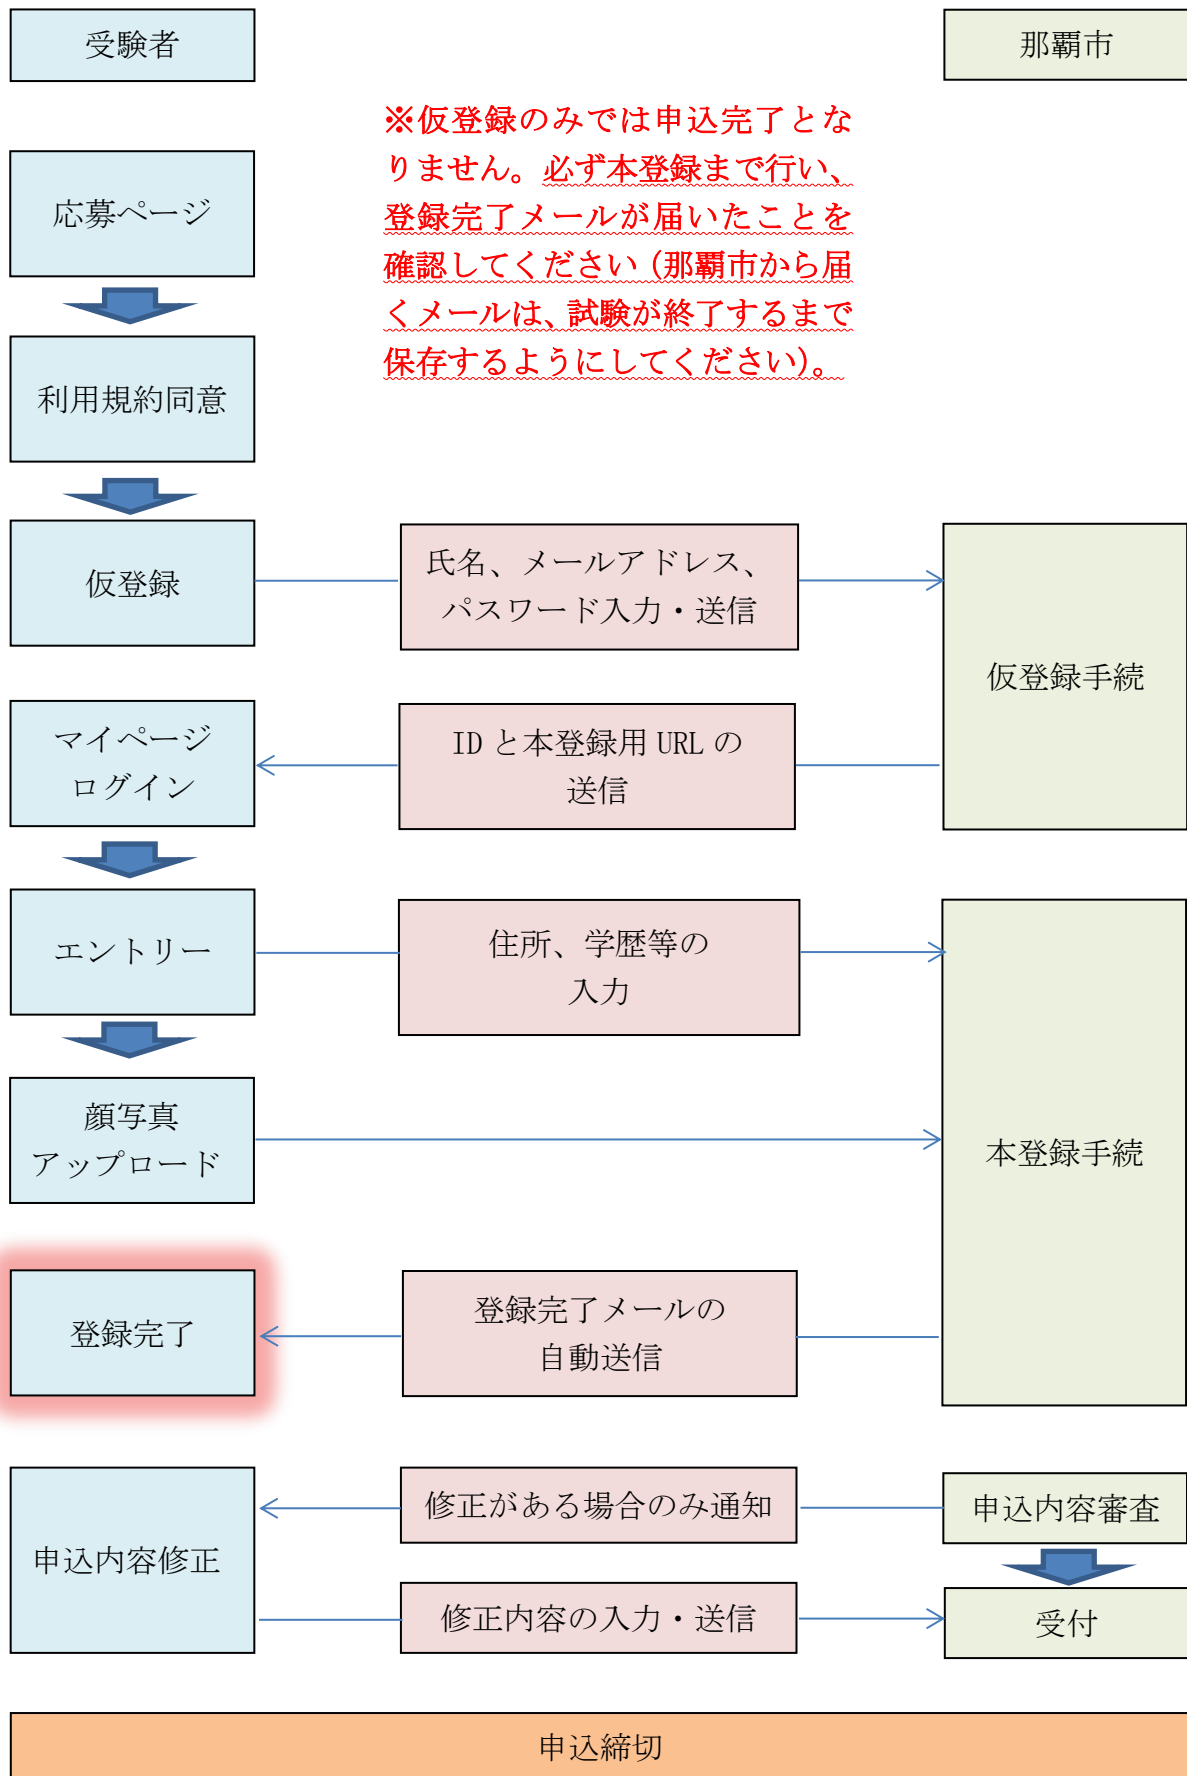 受験者
那覇市
※仮登録のみでは申込完了とな
りません。必ず本登録まで行い、
登録完了メールが届いたことを
確認してください（那覇市から届
くメールは、試験が終了するまで
保存するようにしてください）。
応募ページ
利用規約同意
仮登録
氏名、メールアドレス、
パスワード入力・送信
仮登録手続
マイページ
ログイン
ID と本登録用 URL の
送信
エントリー
住所、学歴等の
入力
顔写真
アップロード
本登録手続
登録完了
登録完了メールの
自動送信
申込内容修正
修正がある場合のみ通知
申込内容審査
修正内容の入力・送信
受付
申込締切